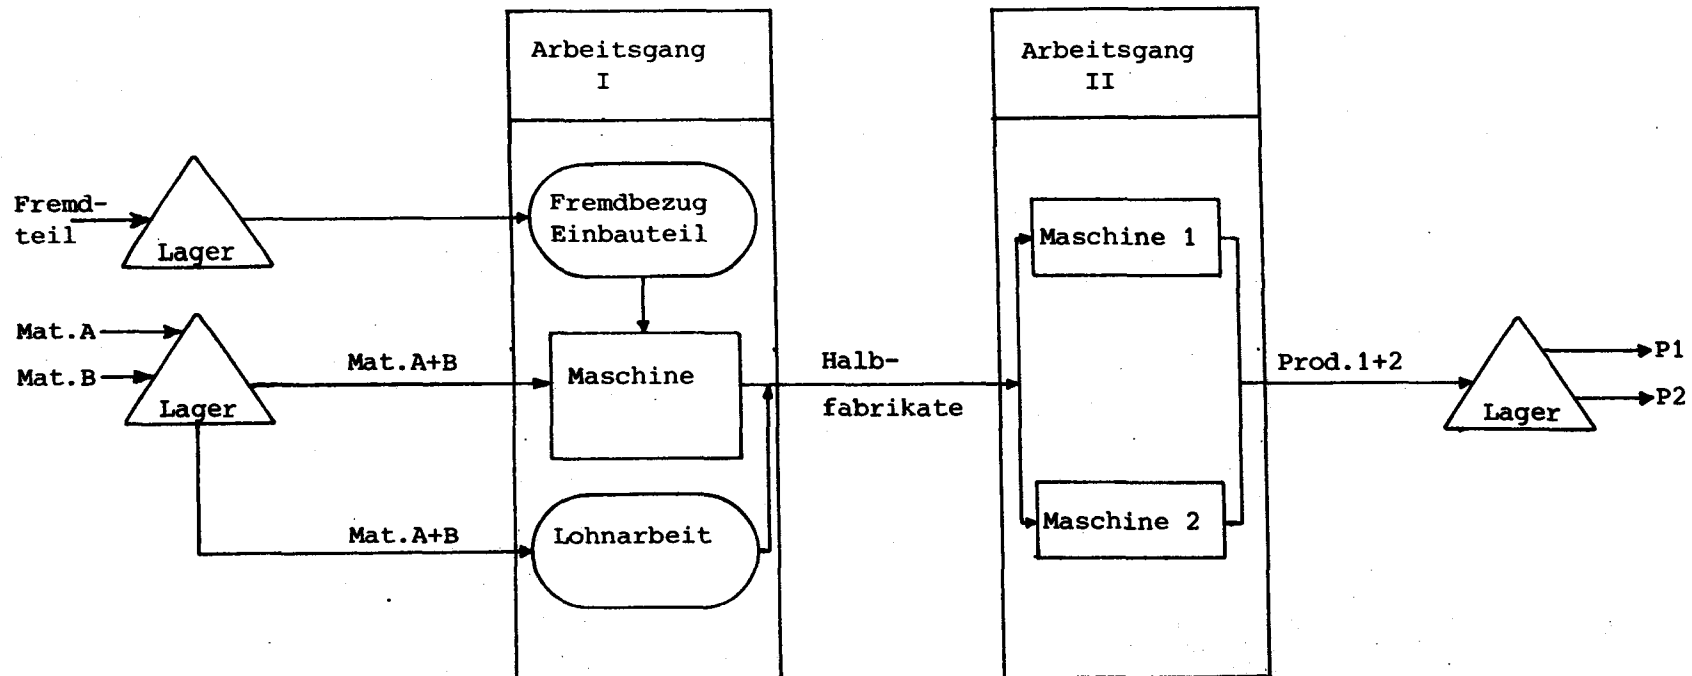 Arbeitsgang
I
Arbeitsgang
II
Fremd-
teil
Lager
Fremdbezug
Einbauteil
Maschine 1
Mat.A
Mat.B
Lager
Mat.A+B
Maschine
Halb-
fabrikate
Prod.1+2
Lager
P1
P2
Mat.A+B
Lohnarbeit
Maschine 2